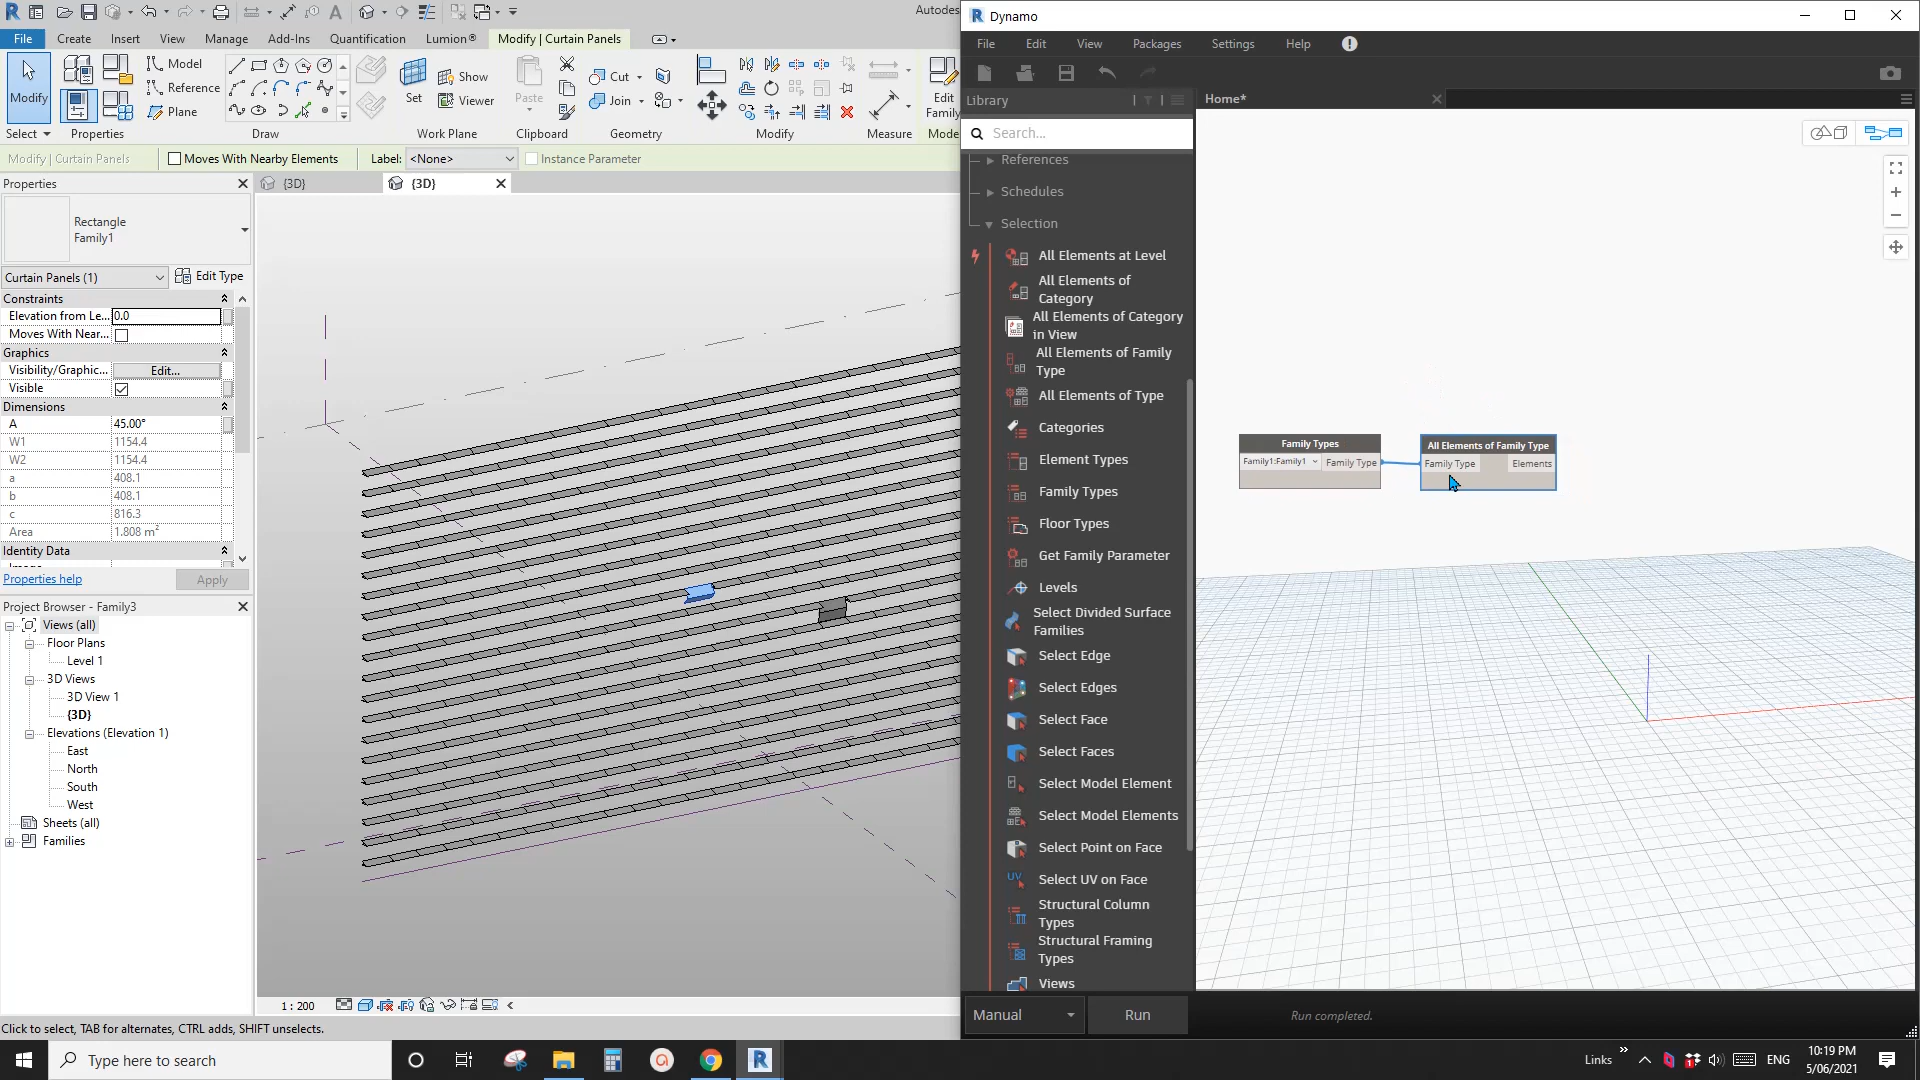 Autodes
File
Create
Insert
View
Manage
Add-Ins
Quantification
Lumion®
Modify | Curtain Panels
Modify
Select
Properties
Model
Reference
Plane
Draw
Set
Show
Viewer
Work Plane
Paste
Clipboard
Cut
Join
Geometry
Modify
Measure
Edit
Family
Mode
Modify | Curtain Panels
Moves With Nearby Elements
Label:
<None>
Instance Parameter
Properties
{3D}
{3D}
Rectangle
Family1
Curtain Panels (1)
Edit Type
Constraints
Elevation from Le...
0.0
Moves With Near...
Graphics
Visibility/Graphic...
Edit...
Visible
Dimensions
A
45.00°
W1
1154.4
W2
1154.4
a
408.1
b
408.1
c
816.3
Area
1.808 m²
Identity Data
Properties help
Apply
Project Browser - Family3
Views (all)
Floor Plans
Level 1
3D Views
3D View 1
{3D}
Elevations (Elevation 1)
East
North
South
West
Sheets (all)
Families
1 : 200
Click to select, TAB for alternates, CTRL adds, SHIFT unselects.
Dynamo
File
Edit
View
Packages
Settings
Help
Library
Home*
Search...
References
Schedules
Selection
All Elements at Level
All Elements of
Category
All Elements of Category
in View
All Elements of Family
Type
All Elements of Type
Categories
Element Types
Family Types
Floor Types
Get Family Parameter
Levels
Select Divided Surface
Families
Select Edge
Select Edges
Select Face
Select Faces
Select Model Element
Select Model Elements
Select Point on Face
Select UV on Face
Structural Column
Types
Structural Framing
Types
Views
Family Types
Family1:Family1
Family Type
All Elements of Family Type
Family Type
Elements
Manual
Run
Run completed.
Type here to search
Links
ENG
10:19 PM
5/06/2021